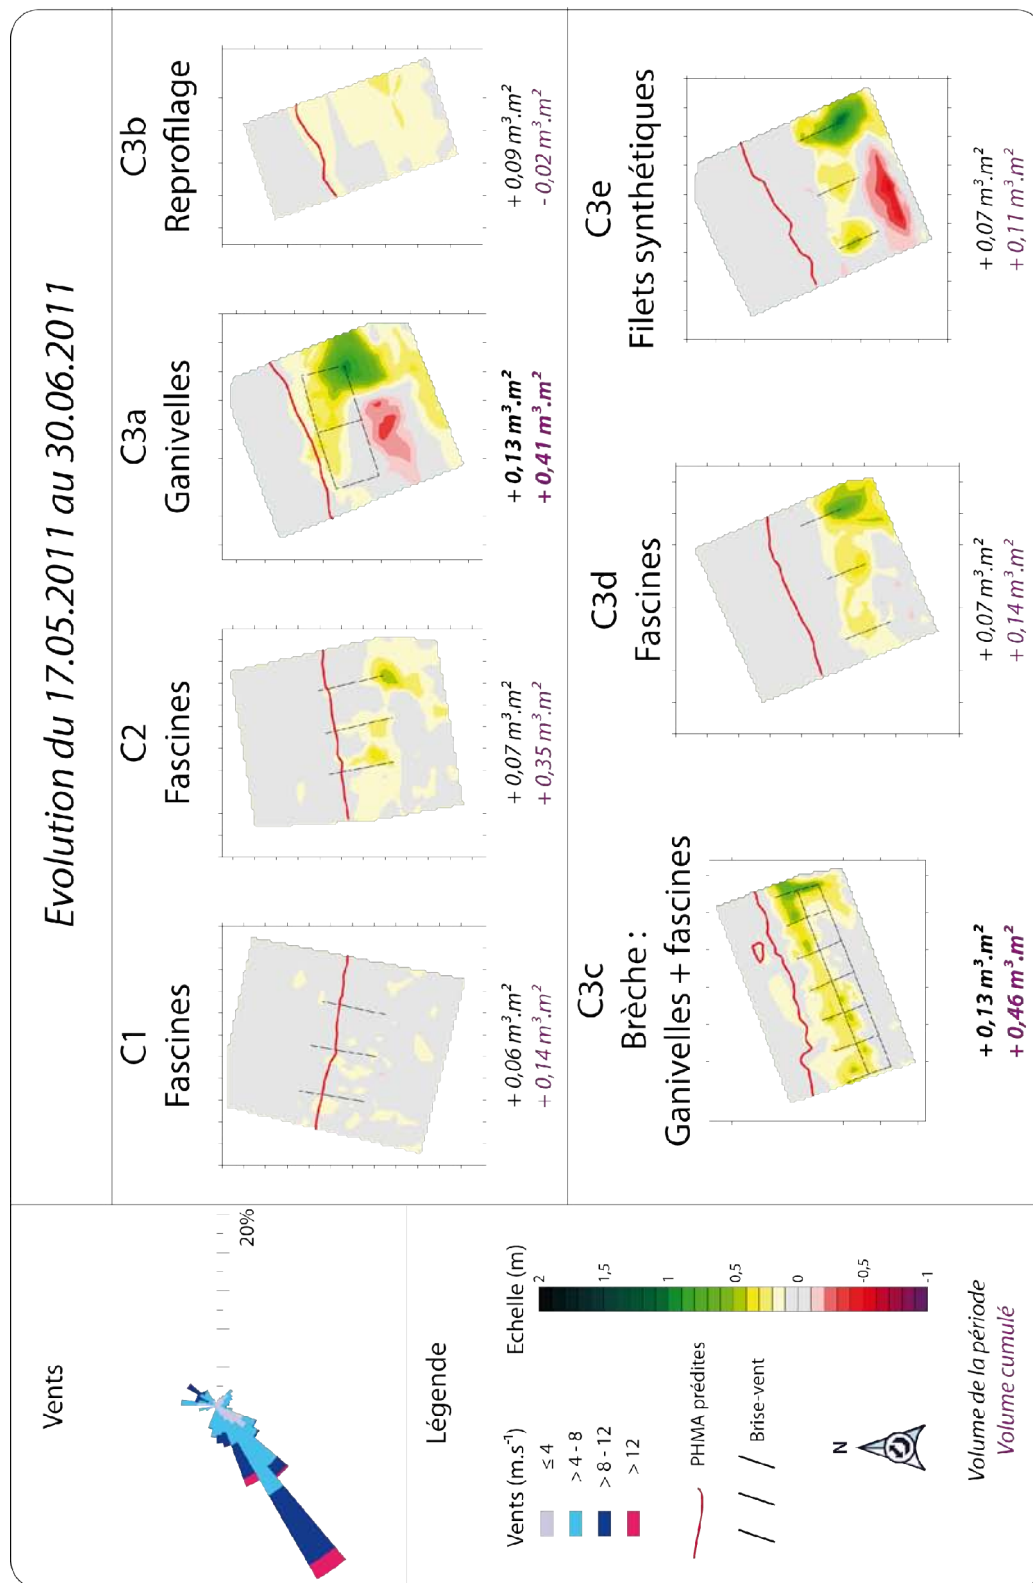 Evolution du 17.05.2011 au 30.06.2011
Vents
20%
Légende
Vents (m.s⁻¹)
≤ 4
> 4 - 8
> 8 - 12
> 12
PHMA prédites
Brise-vent
N
Echelle (m)
2
1,5
1
0,5
0
-0,5
-1
Volume de la période
Volume cumulé
C1
Fascines
+ 0,06 m³.m²
+ 0,14 m³.m²
C2
Fascines
+ 0,07 m³.m²
+ 0,35 m³.m²
C3a
Ganivelles
+ 0,13 m³.m²
+ 0,41 m³.m²
C3b
Reprofilage
+ 0,09 m³.m²
- 0,02 m³.m²
C3c
Brèche :
Ganivelles + fascines
+ 0,13 m³.m²
+ 0,46 m³.m²
C3d
Fascines
+ 0,07 m³.m²
+ 0,14 m³.m²
C3e
Filets synthétiques
+ 0,07 m³.m²
+ 0,11 m³.m²